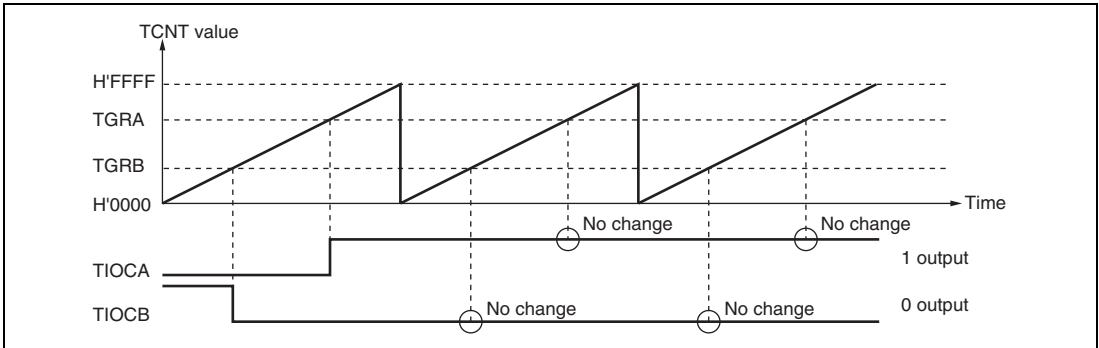 TCNT value
H'FFFF
TGRA
TGRB
H'0000
Time
No change
No change
TIOCA
1 output
No change
No change
TIOCB
0 output